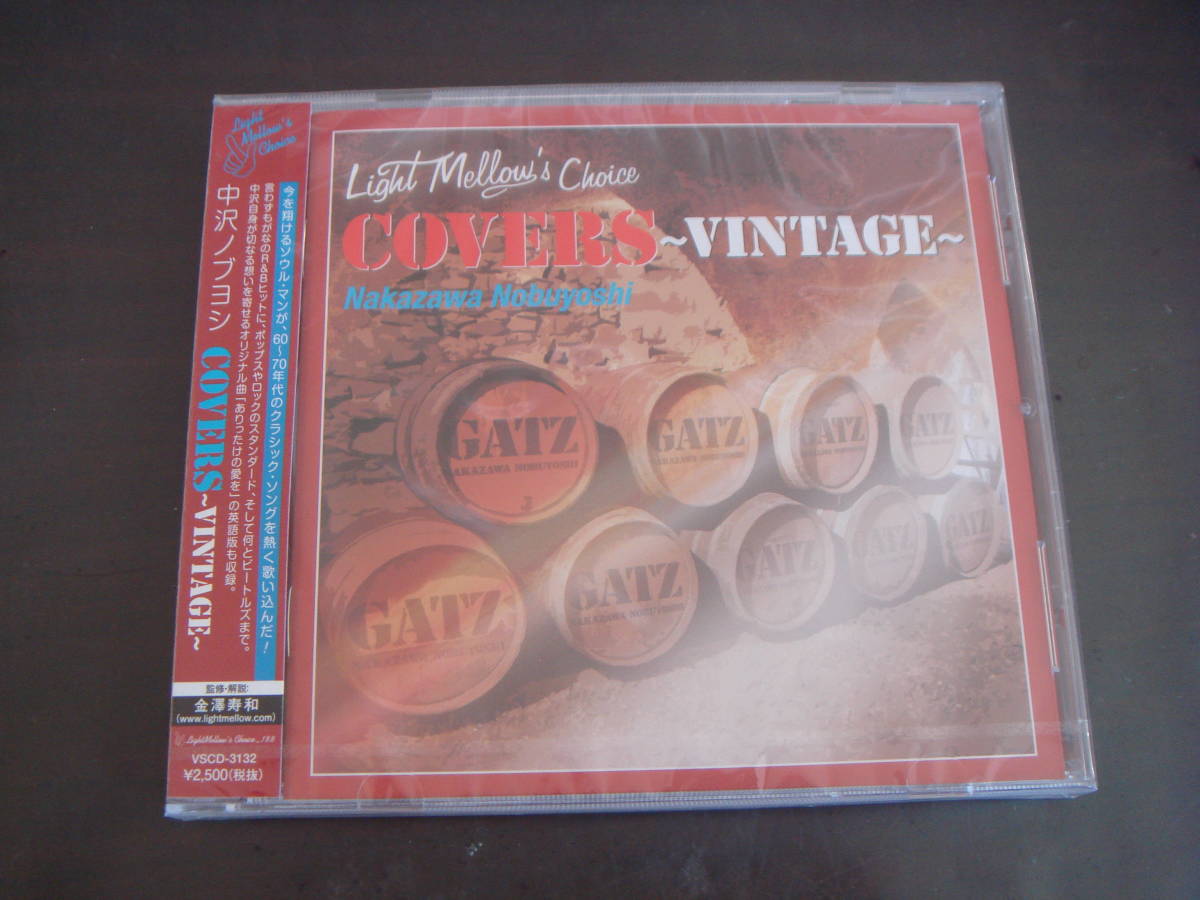 Light
Mellow's
Choice
中沢ノブヨシ COVERS ~VINTAGE~
今を翔けるソウル・マンが、60〜70年代のクラシック・ソングを熱く歌い込んだ!
言わずもがなのR&Bヒットに、ポップスやロックのスタンダード、そして何とビートルズまで。
中沢自身が切なる想いを寄せるオリジナル曲「ありったけの愛を」の英語版も収録。
監修・解説:
金澤寿和
(www.lightmellow.com)
LightMellow's Choice
VSCD-3132
¥2,500(税抜)
Light Mellow's Choice
COVERS ~VINTAGE~
Nakazawa Nobuyoshi
GATZ
NAKAZAWA NOBUYOSHI
GATZ
NAKAZAWA NOBUYOSHI
GATZ
NAKAZAWA NOBUYOSHI
GATZ
GATZ
GATZ
NAKAZAWA NOBUYOSHI
GATZ